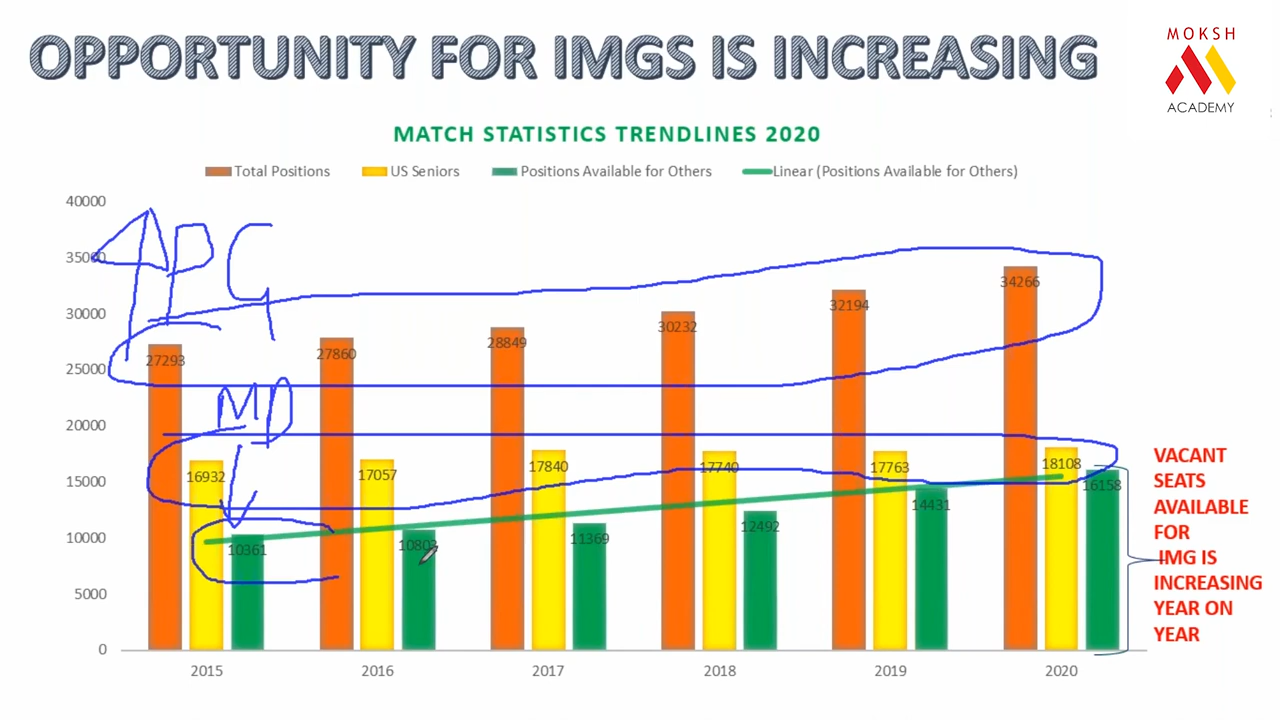 OPPORTUNITY FOR IMGS IS INCREASING
MOKSH
ACADEMY
MATCH STATISTICS TRENDLINES 2020
Total Positions
US Seniors
Positions Available for Others
Linear (Positions Available for Others)
40000
35000
30000
25000
20000
15000
10000
5000
0
APG
MD
27293
27860
28849
30232
32194
34266
16932
17057
17840
17740
17763
18108
10361
10803
11369
12492
14431
16158
2015
2016
2017
2018
2019
2020
VACANT
SEATS
AVAILABLE
FOR
IMG IS
INCREASING
YEAR ON
YEAR